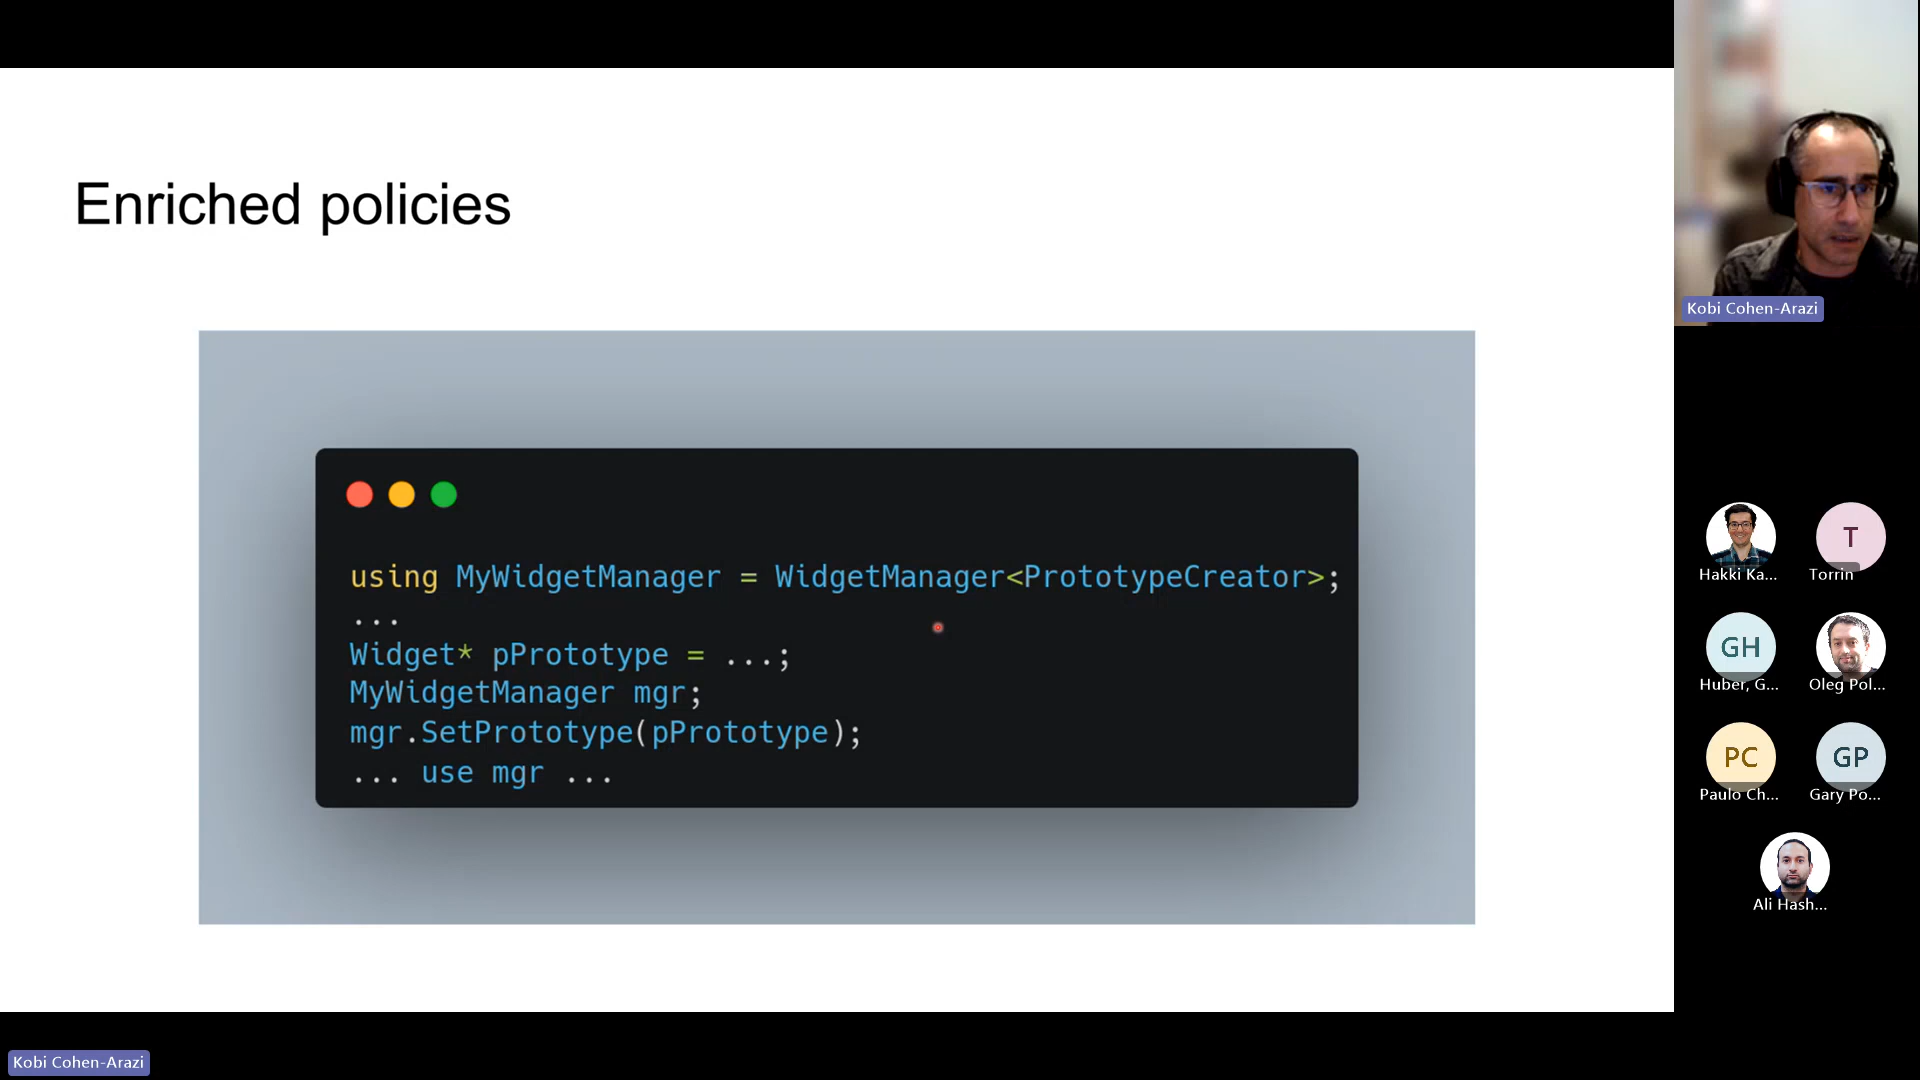 Enriched policies
using MyWidgetManager = WidgetManager<PrototypeCreator>;
...
Widget* pPrototype = ...;
MyWidgetManager mgr;
mgr.SetPrototype(pPrototype);
... use mgr ...
Kobi Cohen-Arazi
T
Hakki Ka...
Torrin
GH
Huber, G...
Oleg Pol...
PC
GP
Paulo Ch...
Gary Po...
Ali Hash...
Kobi Cohen-Arazi